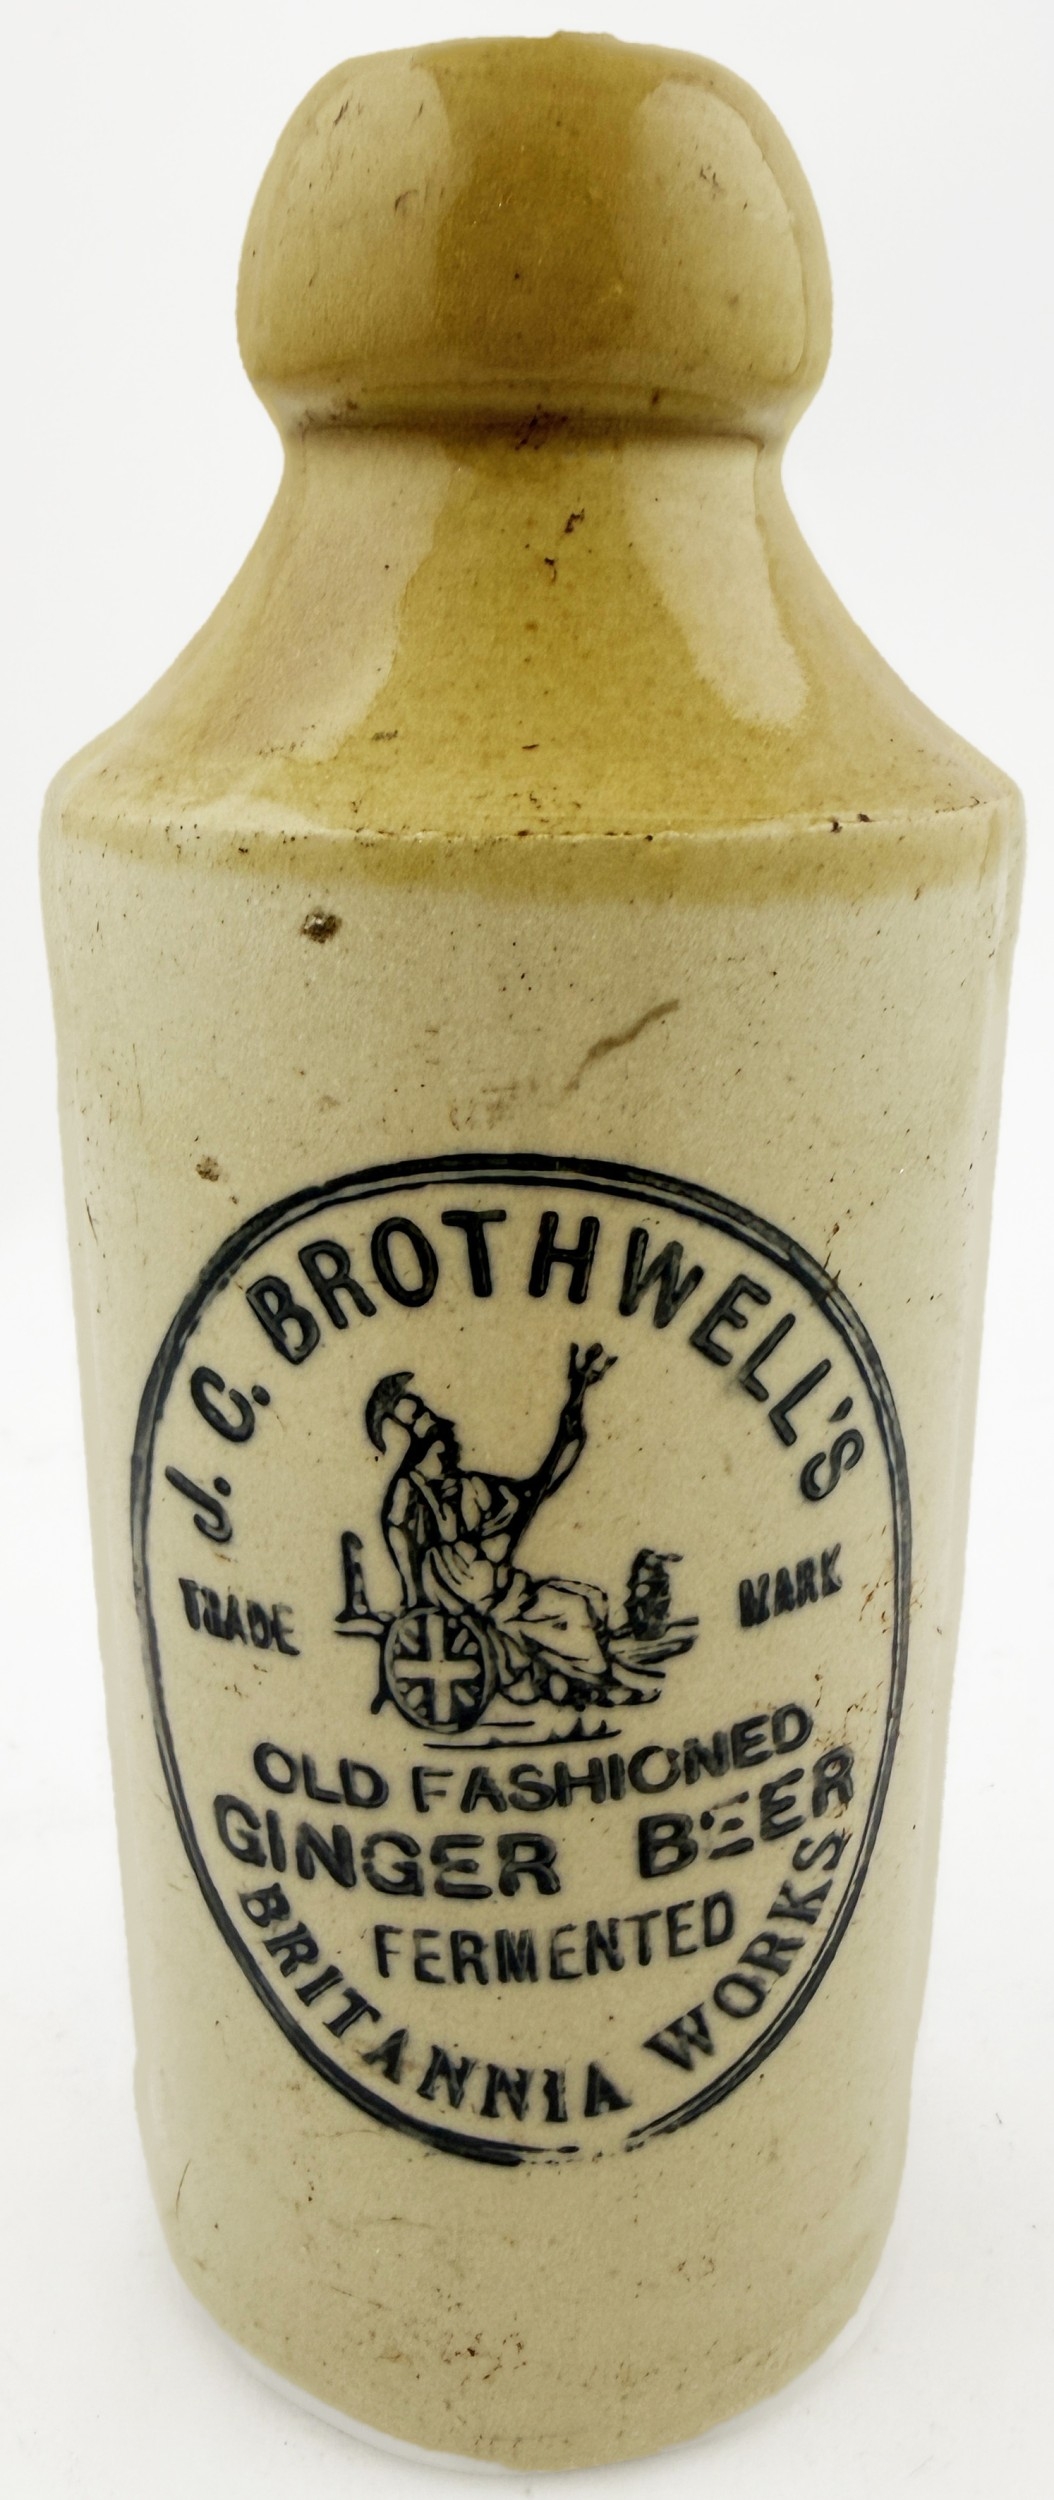 J. C. BROTHWELL'S
TRADE MARK
OLD FASHIONED
GINGER BEER
FERMENTED
BRITANNIA WORKS